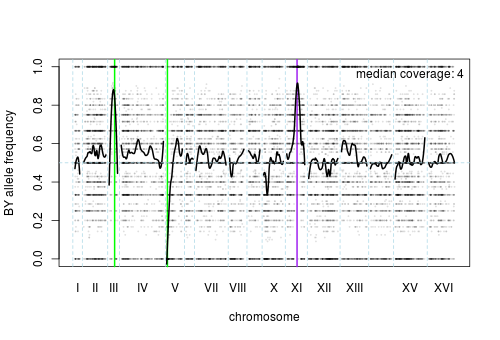 median coverage: 4
BY allele frequency
1.0
0.8
0.6
0.4
0.2
0.0
I II III IV V VII VIII X XI XII XIII XV XVI
chromosome